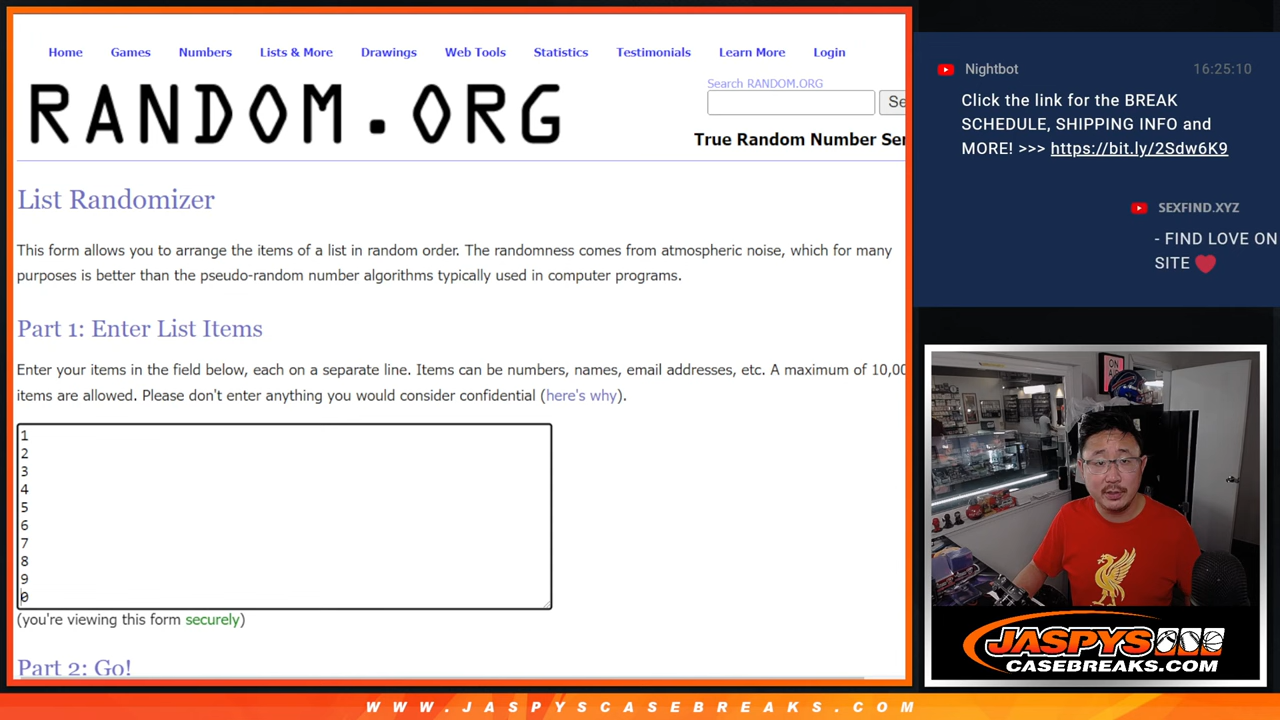 Home Games Numbers Lists & More Drawings Web Tools Statistics Testimonials Learn More Login
RANDOM.ORG
Search RANDOM.ORG
Se
True Random Number Ser
List Randomizer
This form allows you to arrange the items of a list in random order. The randomness comes from atmospheric noise, which for many
purposes is better than the pseudo-random number algorithms typically used in computer programs.
Part 1: Enter List Items
Enter your items in the field below, each on a separate line. Items can be numbers, names, email addresses, etc. A maximum of 10,00
items are allowed. Please don't enter anything you would consider confidential (here's why).
1
2
3
4
5
6
7
8
9
0
(you're viewing this form securely)
Part 2: Go!
Nightbot 16:25:10
Click the link for the BREAK
SCHEDULE, SHIPPING INFO and
MORE! >>> https://bit.ly/2Sdw6K9
SEXFIND.XYZ
- FIND LOVE ON
SITE ❤
ON A
JASPYS
CASEBREAKS.COM
WWW.JASPYSCASEBREAKS.COM